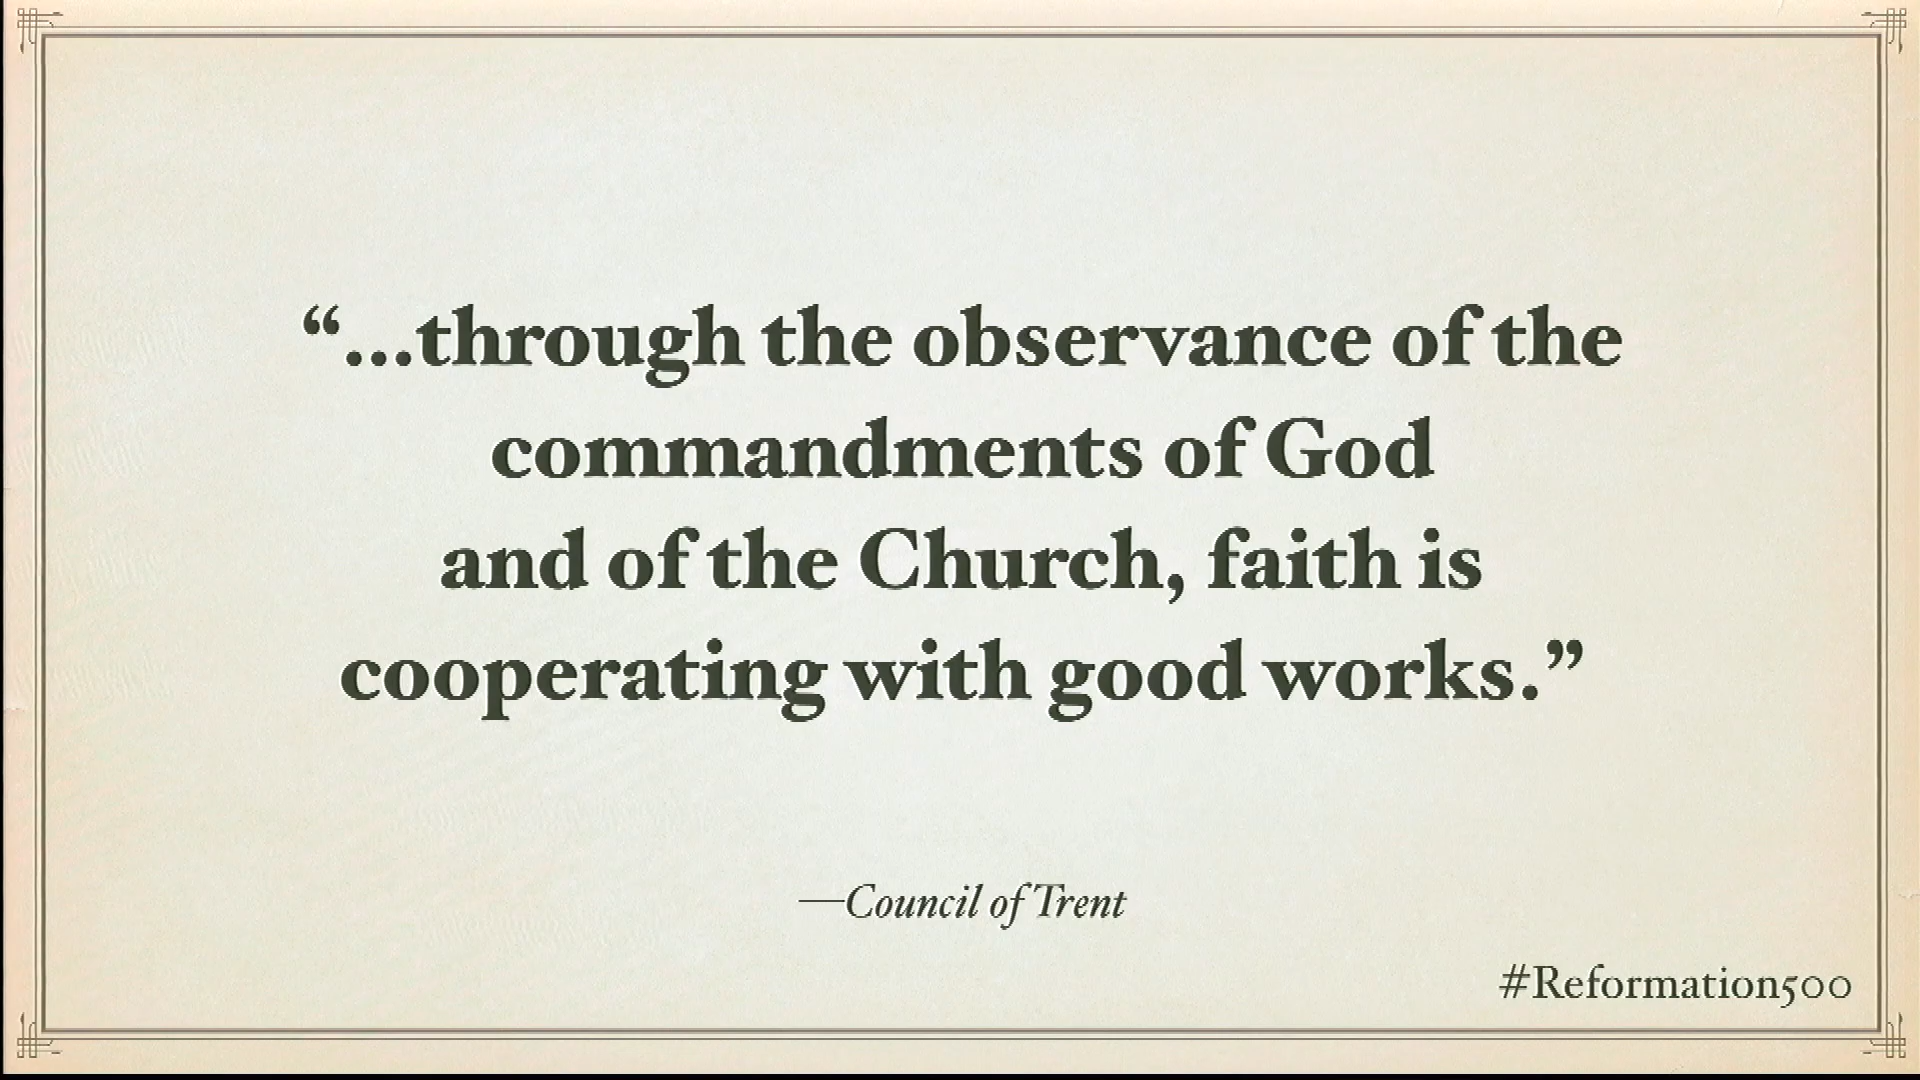 “...through the observance of the
commandments of God
and of the Church, faith is
cooperating with good works.”
—Council of Trent
#Reformation500